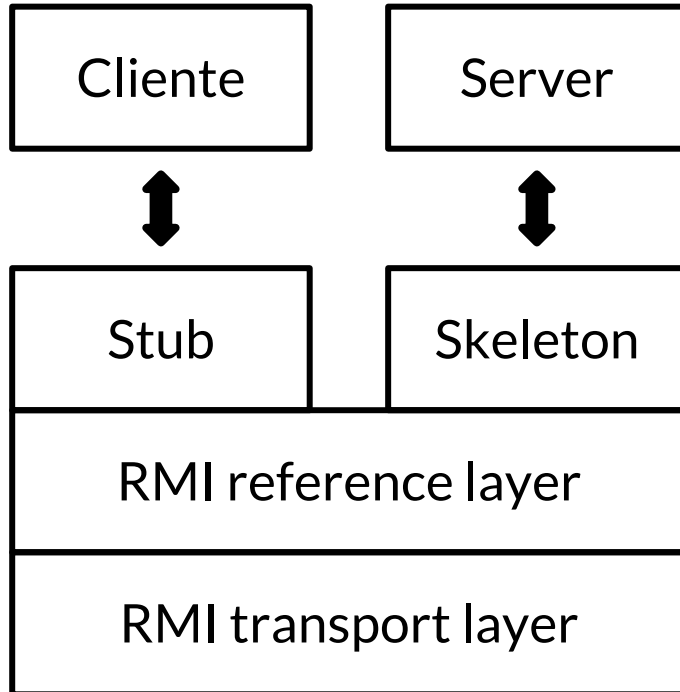 Cliente
Server
Stub
Skeleton
RMI reference layer
RMI transport layer